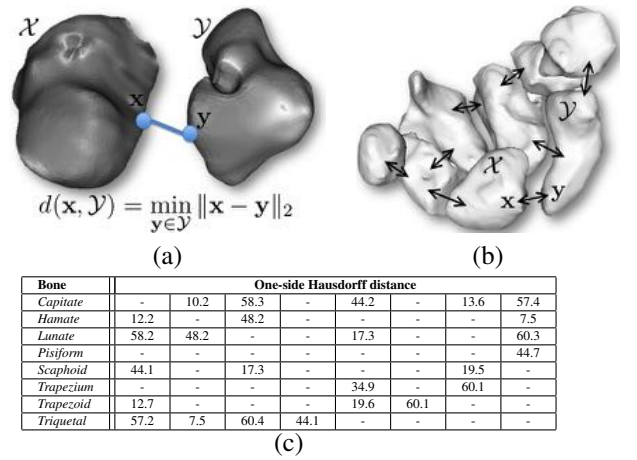 𝒳 𝒴
x y
d(x, 𝒴) = min ‖x − y‖₂
y∈𝒴
(a)
𝒴
𝒳
x y
(b)
Bone One-side Hausdorff distance
Capitate - 10.2 58.3 - 44.2 - 13.6 57.4
Hamate 12.2 - 48.2 - - - - 7.5
Lunate 58.2 48.2 - - 17.3 - - 60.3
Pisiform - - - - - - - 44.7
Scaphoid 44.1 - 17.3 - - - 19.5 -
Trapezium - - - - 34.9 - 60.1 -
Trapezoid 12.7 - - - 19.6 60.1 - -
Triquetal 57.2 7.5 60.4 44.1 - - - -
(c)